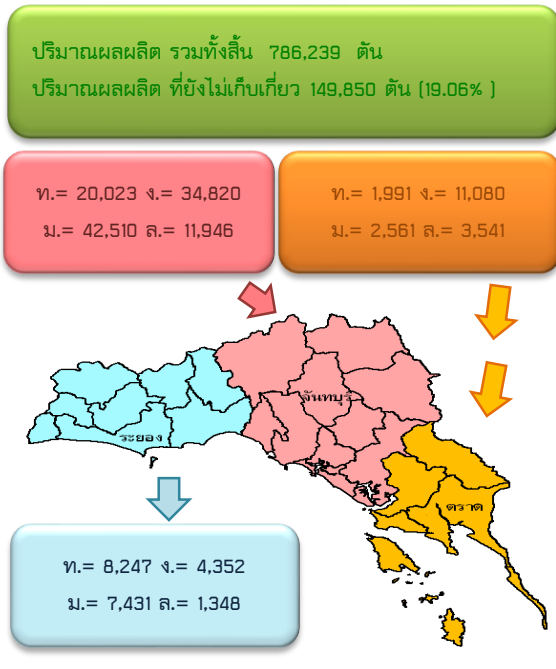 ปริมาณผลผลิต รวมทั้งสิ้น 786,239 ตัน
ปริมาณผลผลิต ที่ยังไม่เก็บเกี่ยว 149,850 ตัน (19.06% )
ท.= 20,023 ง.= 34,820
ม.= 42,510 ล.= 11,946
ท.= 1,991 ง.= 11,080
ม.= 2,561 ล.= 3,541
จันทบุรี
ระยอง
ตราด
ท.= 8,247 ง.= 4,352
ม.= 7,431 ล.= 1,348